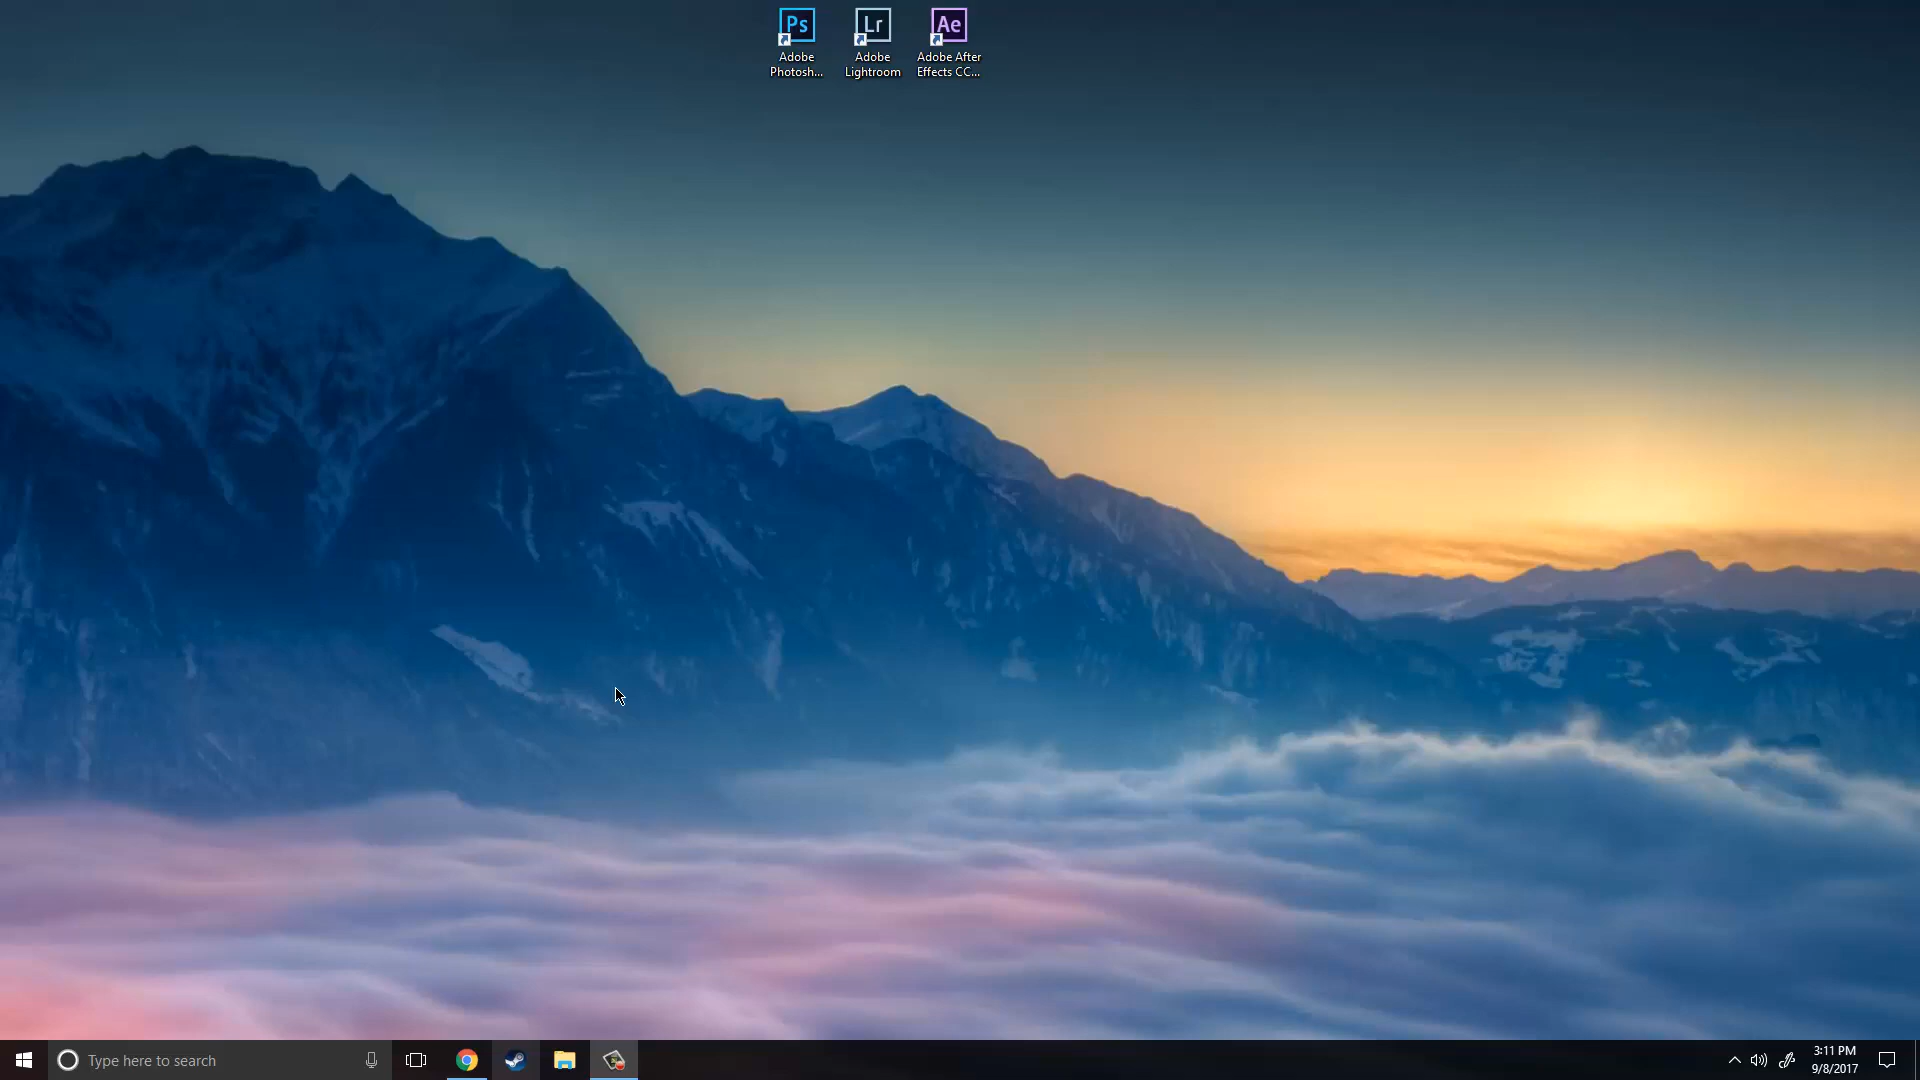 Ps
Lr
Ae
Adobe
Photosh...
Adobe
Lightroom
Adobe After
Effects CC...
Type here to search
3:11 PM
9/8/2017